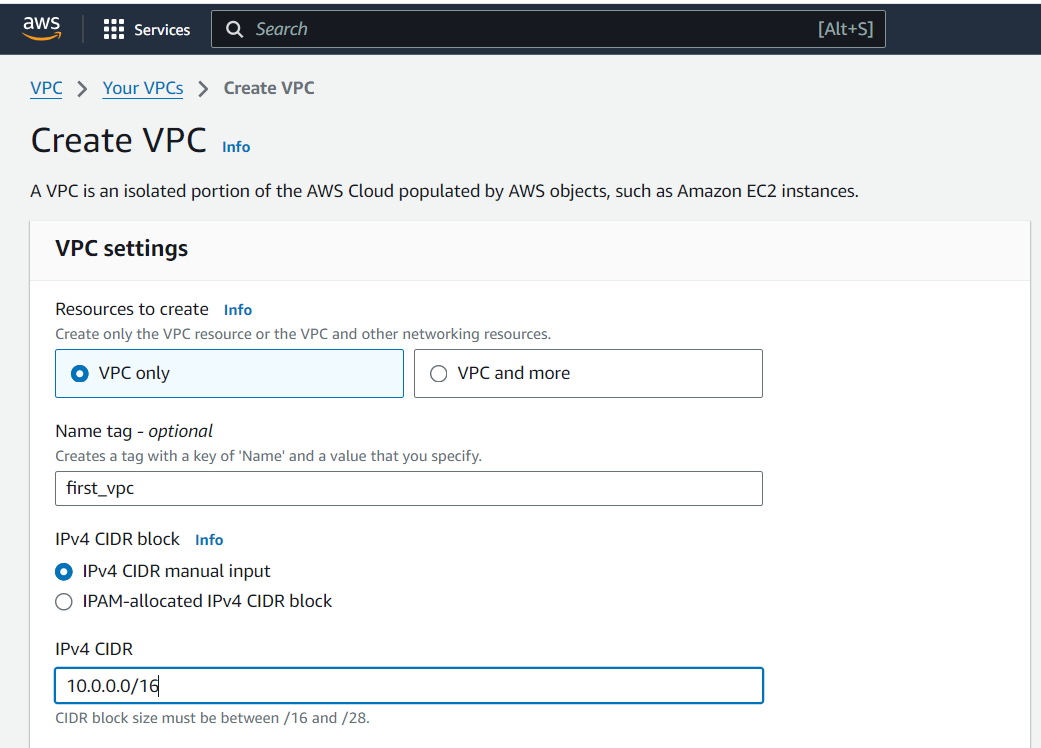 aws Services Search [Alt+S]
VPC > Your VPCs > Create VPC
Create VPC Info
A VPC is an isolated portion of the AWS Cloud populated by AWS objects, such as Amazon EC2 instances.
VPC settings
Resources to create Info
Create only the VPC resource or the VPC and other networking resources.
VPC only VPC and more
Name tag - optional
Creates a tag with a key of 'Name' and a value that you specify.
first_vpc
IPv4 CIDR block Info
IPv4 CIDR manual input
IPAM-allocated IPv4 CIDR block
IPv4 CIDR
10.0.0.0/16
CIDR block size must be between /16 and /28.